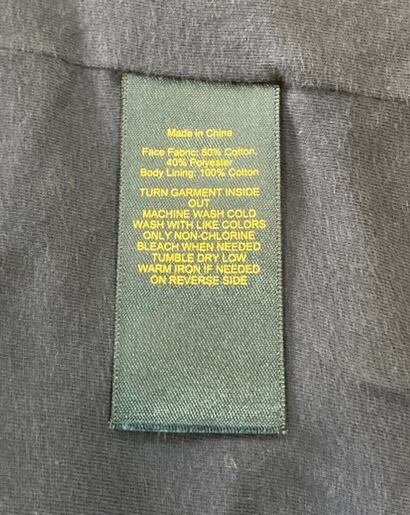 Made in China
Face Fabric: 60% Cotton,
40% Polyester
Body Lining: 100% Cotton
TURN GARMENT INSIDE
OUT
MACHINE WASH COLD
WASH WITH LIKE COLORS
ONLY NON-CHLORINE
BLEACH WHEN NEEDED
TUMBLE DRY LOW
WARM IRON IF NEEDED
ON REVERSE SIDE